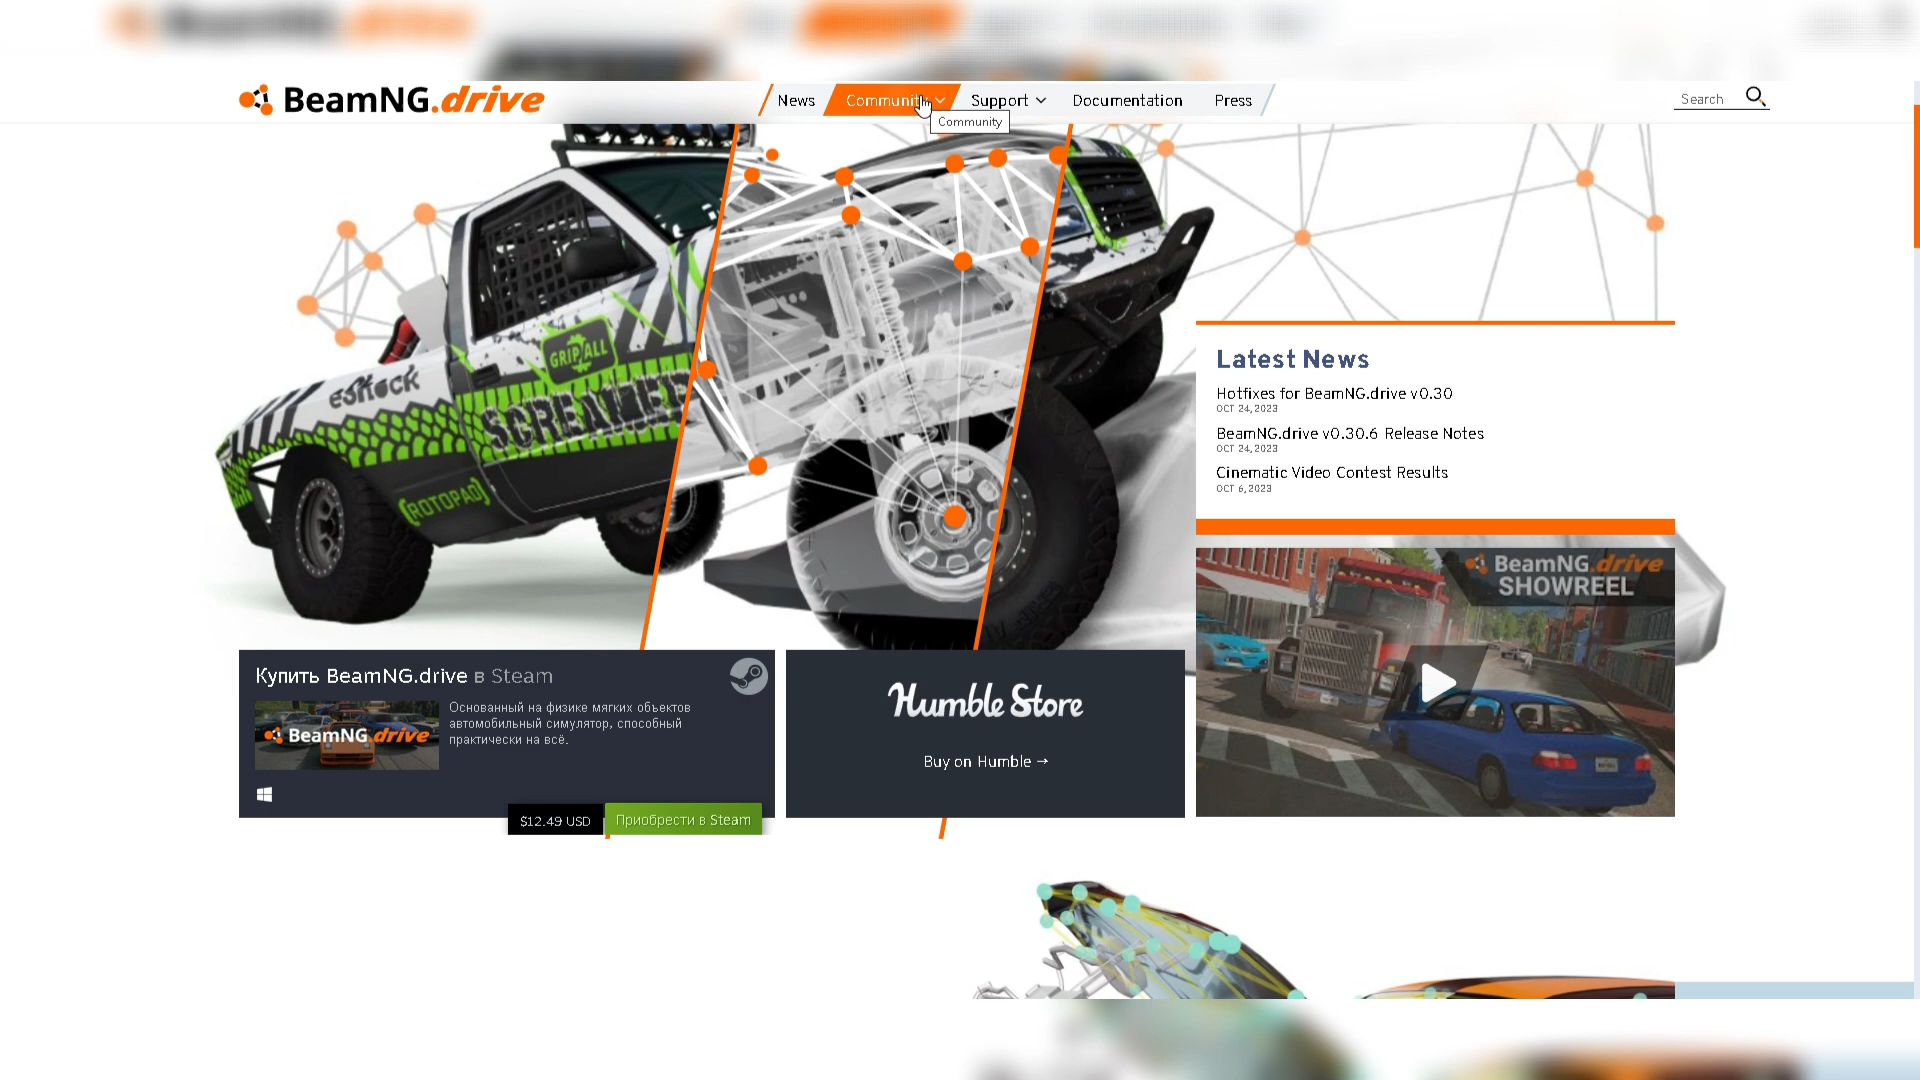 BeamNG.drive
News
Community
Support
Documentation
Press
Search
Community
GRIP ALL
eshock
SCREAMER
(ROTOPAD)
Latest News
Hotfixes for BeamNG.drive v0.30
OCT 24, 2023
BeamNG.drive v0.30.6 Release Notes
OCT 24, 2023
Cinematic Video Contest Results
OCT 6, 2023
BeamNG.drive
SHOWREEL
Купить BeamNG.drive в Steam
Основанный на физике мягких объектов
автомобильный симулятор, способный
практически на всё.
BeamNG.drive
$12.49 USD
Приобрести в Steam
Humble Store
Buy on Humble →